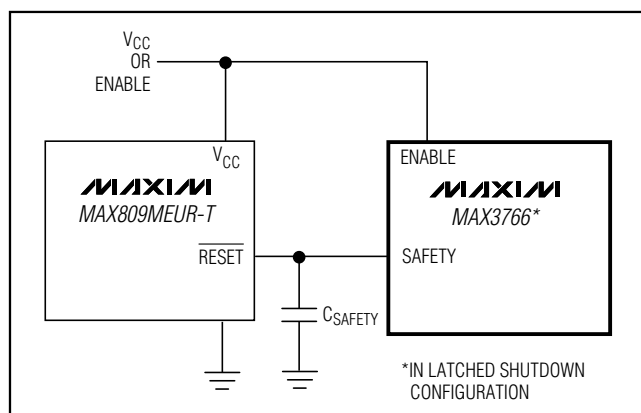 VCC
OR
ENABLE
VCC
MAXIM
MAX809MEUR-T
RESET
ENABLE
MAXIM
MAX3766*
SAFETY
CSAFETY
*IN LATCHED SHUTDOWN
CONFIGURATION